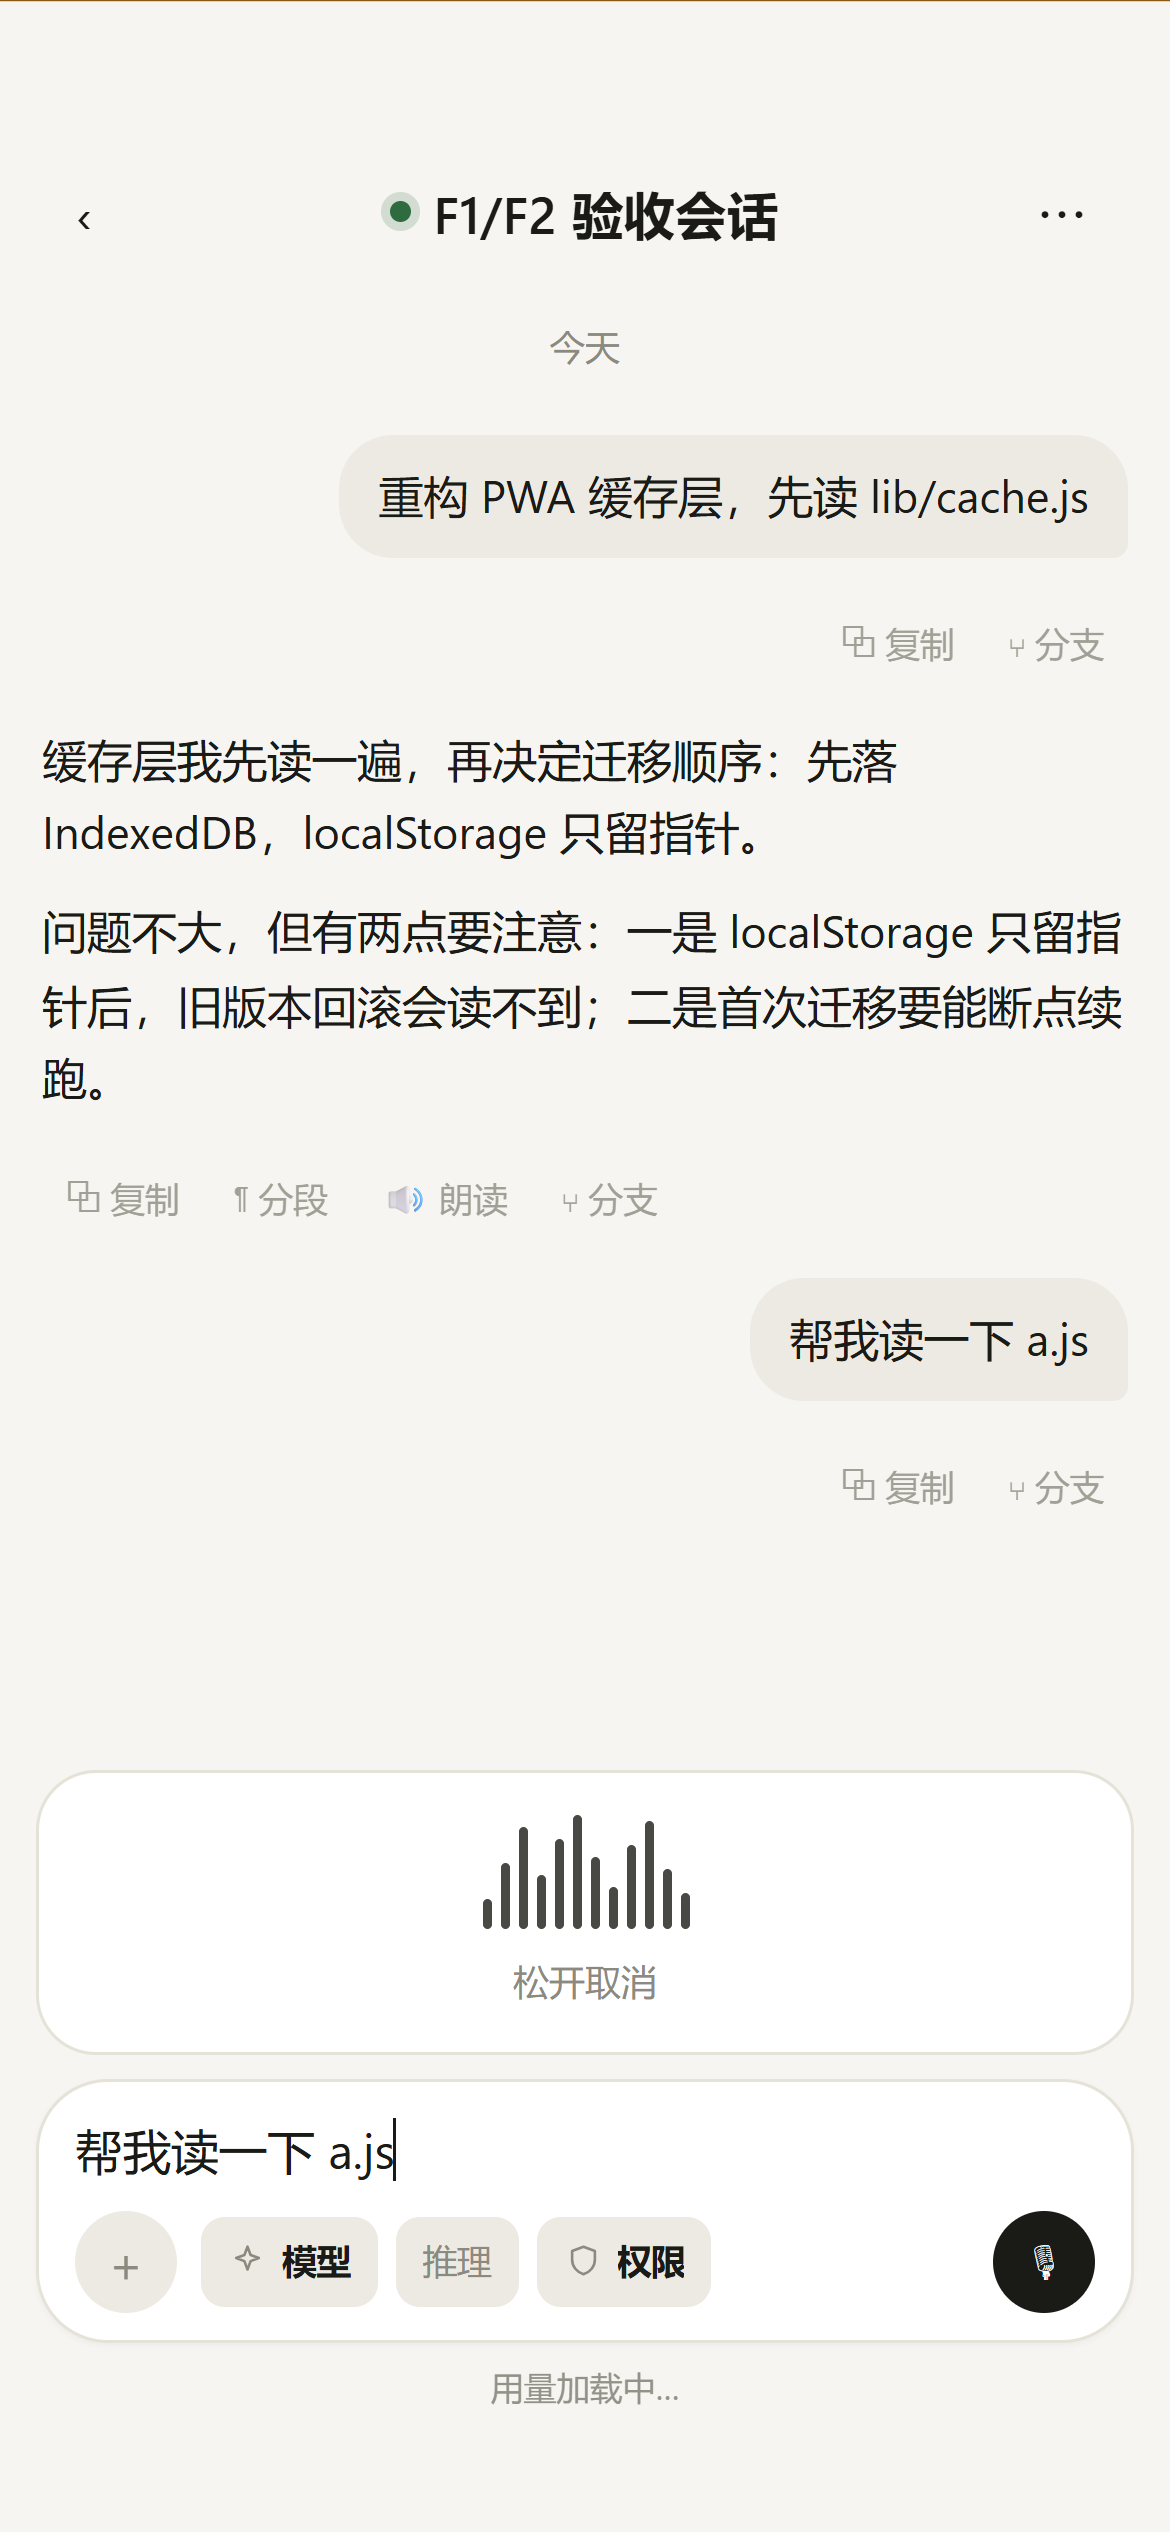 F1/F2 验收会话
今天
重构 PWA 缓存层，先读 lib/cache.js
复制 分支
缓存层我先读一遍，再决定迁移顺序：先落
IndexedDB，localStorage 只留指针。
问题不大，但有两点要注意：一是 localStorage 只留指
针后，旧版本回滚会读不到；二是首次迁移要能断点续
跑。
复制 ¶ 分段 朗读 分支
帮我读一下 a.js
复制 分支
松开取消
帮我读一下 a.js
+ 模型 推理 权限
用量加载中...